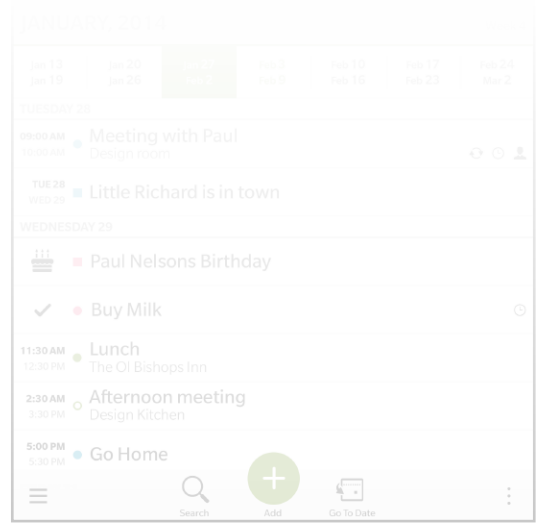 JANUARY, 2014
Jan 13 Jan 20 Jan 27 Feb 3 Feb 10 Feb 17 Feb 24
Jan 19 Jan 26 Feb 2 Feb 9 Feb 16 Feb 23 Mar 2
TUESDAY 28
09:00 AM Meeting with Paul
10:00 AM Design room
TUE 28 Little Richard is in town
WED 29
WEDNESDAY 29
Paul Nelsons Birthday
Buy Milk
11:30 AM Lunch
12:30 PM The Ol Bishops Inn
2:30 AM Afternoon meeting
3:30 PM Design Kitchen
5:00 PM Go Home
5:30 PM
Search Add Go To Date